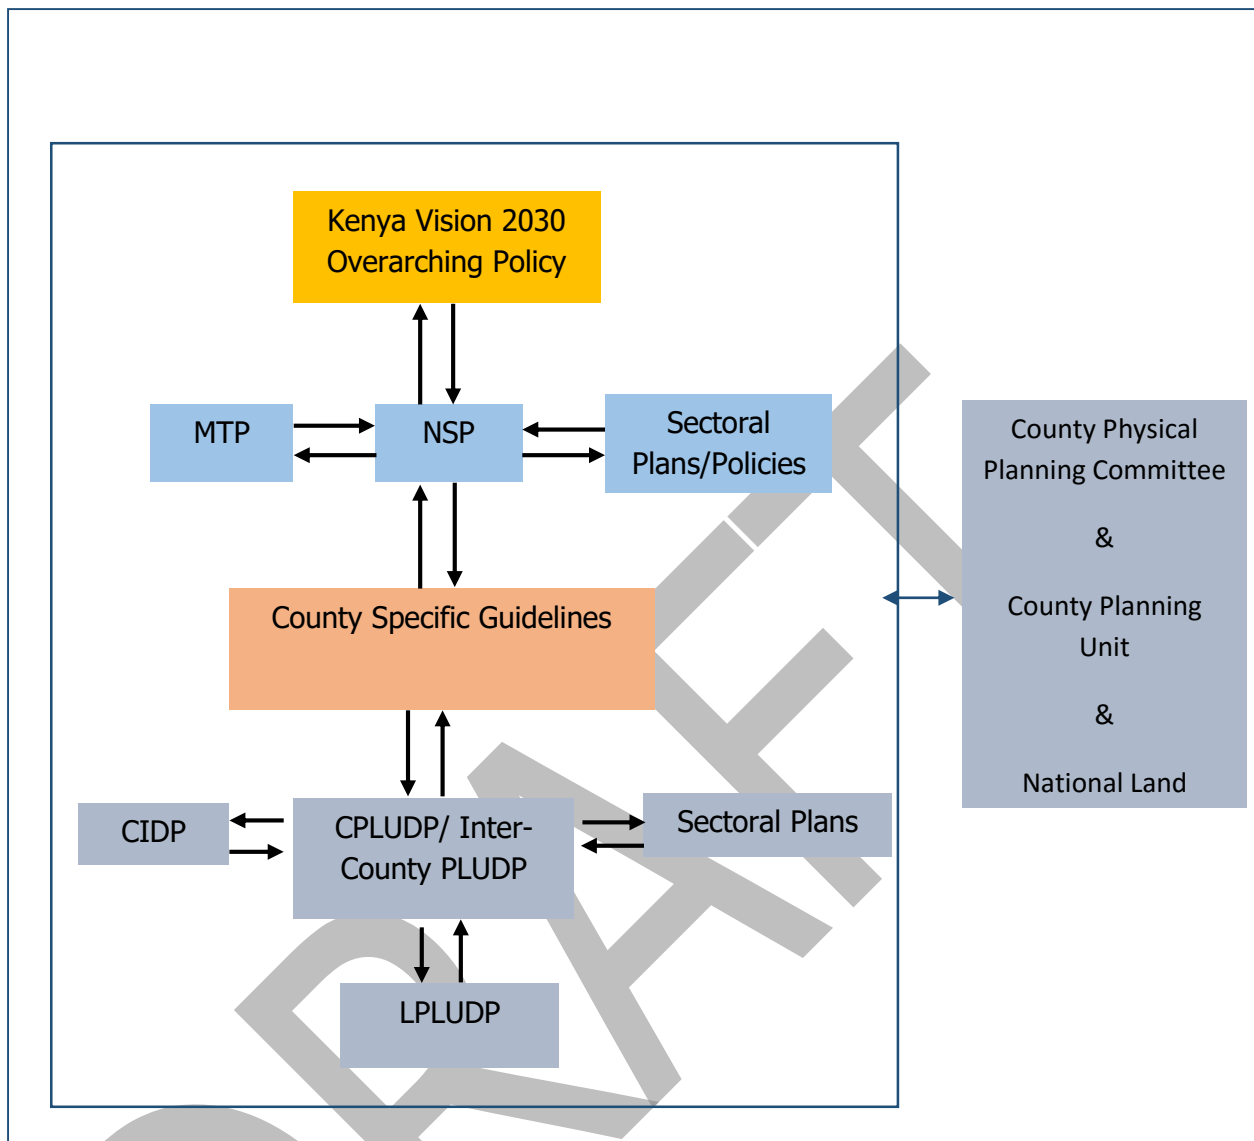 Kenya Vision 2030
Overarching Policy
MTP
NSP
Sectoral
Plans/Policies
County Specific Guidelines
CIDP
CPLUDP/ Inter-
County PLUDP
Sectoral Plans
LPLUDP
County Physical
Planning Committee
&
County Planning
Unit
&
National Land
DRAFT